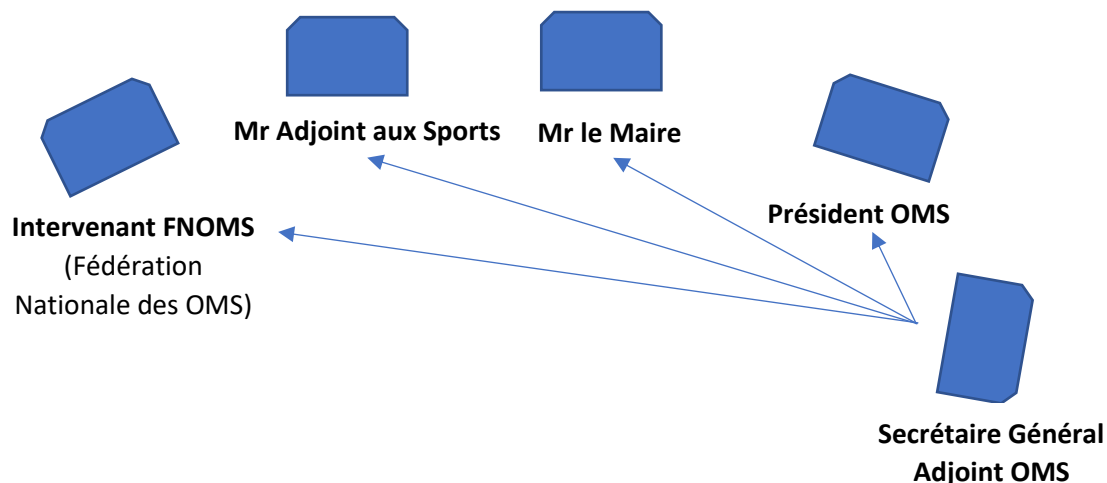 Mr Adjoint aux Sports
Mr le Maire
Intervenant FNOMS
(Fédération
Nationale des OMS)
Président OMS
Secrétaire Général
Adjoint OMS